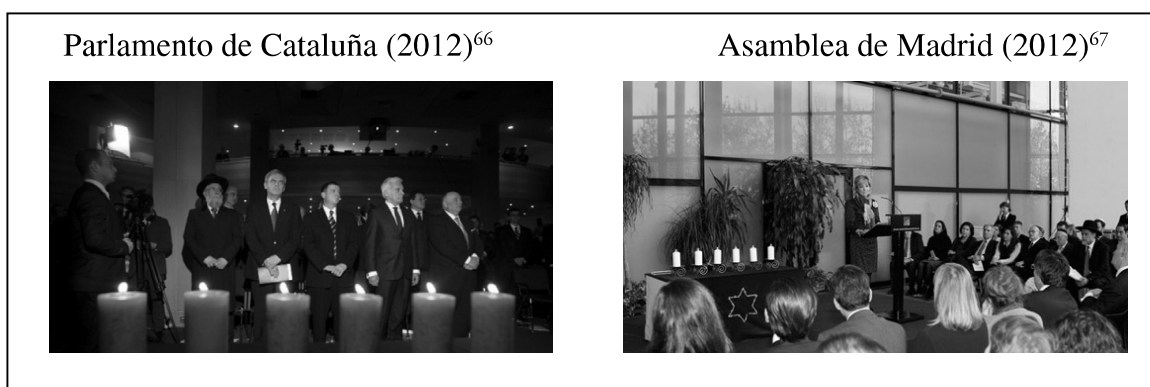 Parlamento de Cataluña (2012)⁶⁶
Asamblea de Madrid (2012)⁶⁷